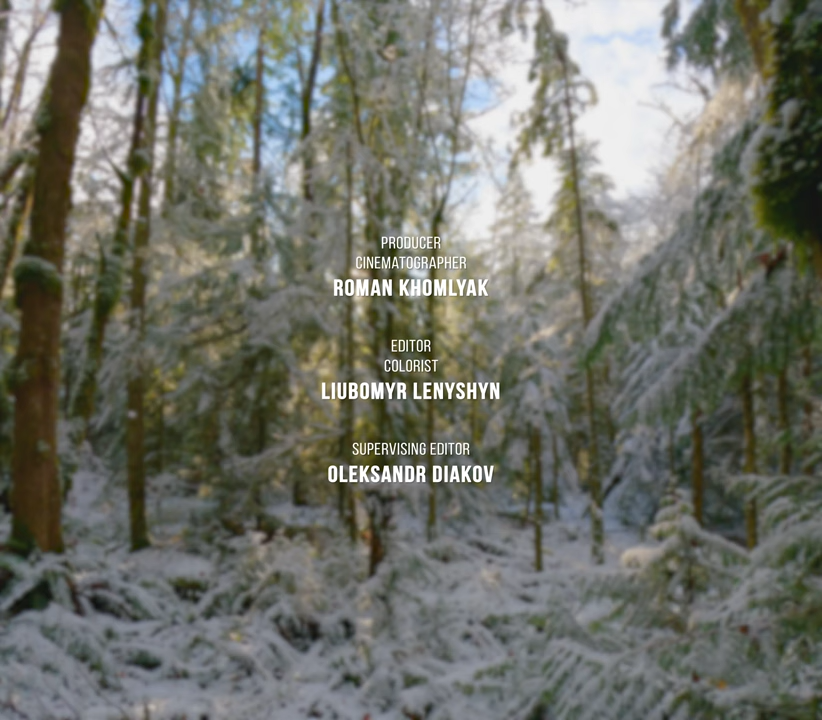 PRODUCER
CINEMATOGRAPHER
ROMAN KHOMLYAK
EDITOR
COLORIST
LIUBOMYR LENYSHYN
SUPERVISING EDITOR
OLEKSANDR DIAKOV